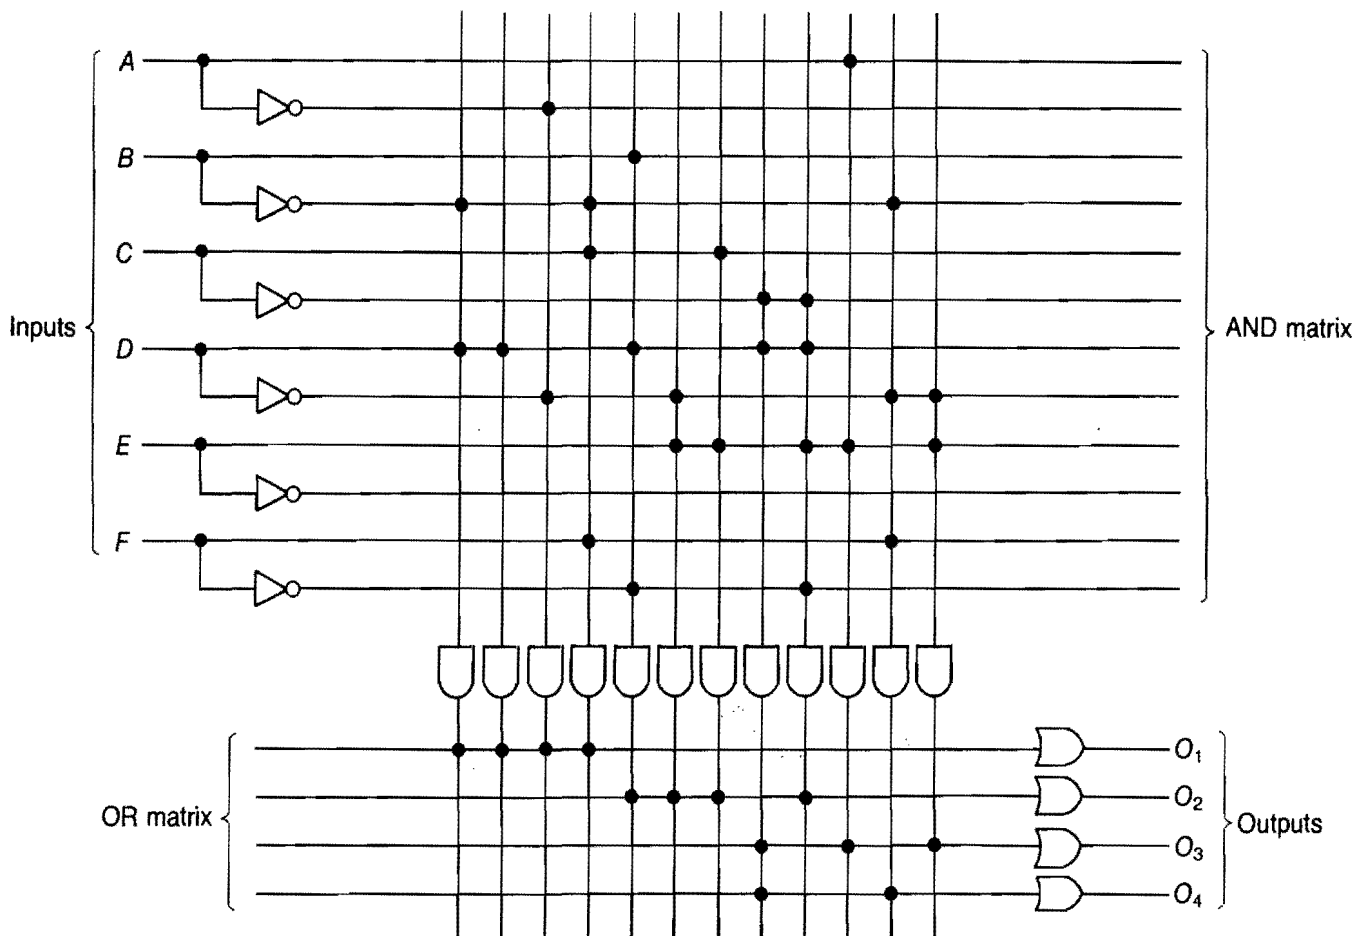 A
B
C
Inputs
D
AND matrix
E
F
O₁
O₂
OR matrix
Outputs
O₃
O₄